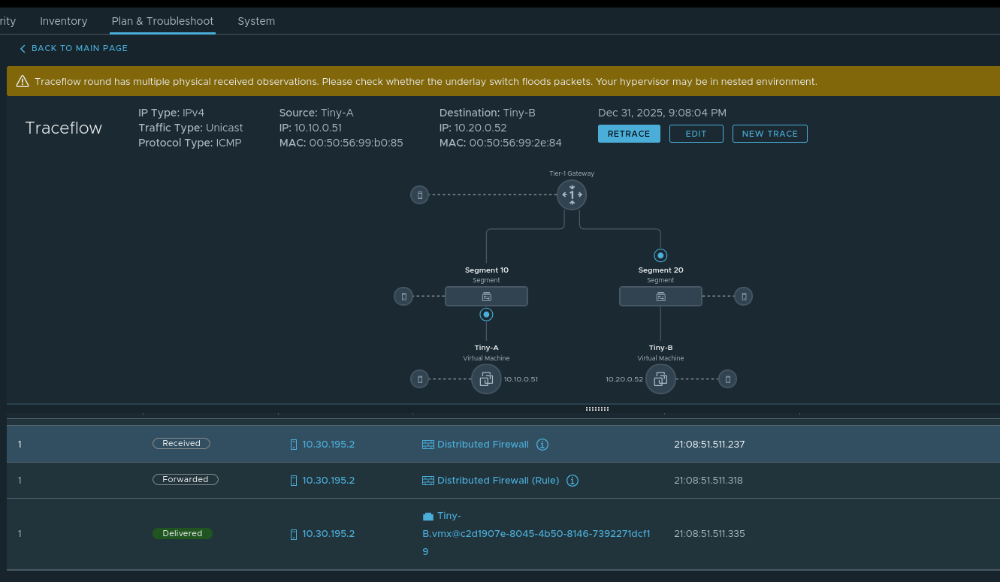 rity Inventory Plan & Troubleshoot System
BACK TO MAIN PAGE
Traceflow round has multiple physical received observations. Please check whether the underlay switch floods packets. Your hypervisor may be in nested environment.
Traceflow
IP Type: IPv4
Traffic Type: Unicast
Protocol Type: ICMP
Source: Tiny-A
IP: 10.10.0.51
MAC: 00:50:56:99:b0:85
Destination: Tiny-B
IP: 10.20.0.52
MAC: 00:50:56:99:2e:84
Dec 31, 2025, 9:08:04 PM
RETRACE EDIT NEW TRACE
Tier-1 Gateway
1
Segment 10
Segment
Segment 20
Segment
Tiny-A
Virtual Machine
10.10.0.51
Tiny-B
Virtual Machine
10.20.0.52
1 Received 10.30.195.2 Distributed Firewall 21:08:51.511.237
1 Forwarded 10.30.195.2 Distributed Firewall (Rule) 21:08:51.511.318
1 Delivered 10.30.195.2 Tiny-
B.vmx@c2d1907e-8045-4b50-8146-7392271dcf1 21:08:51.511.335
9